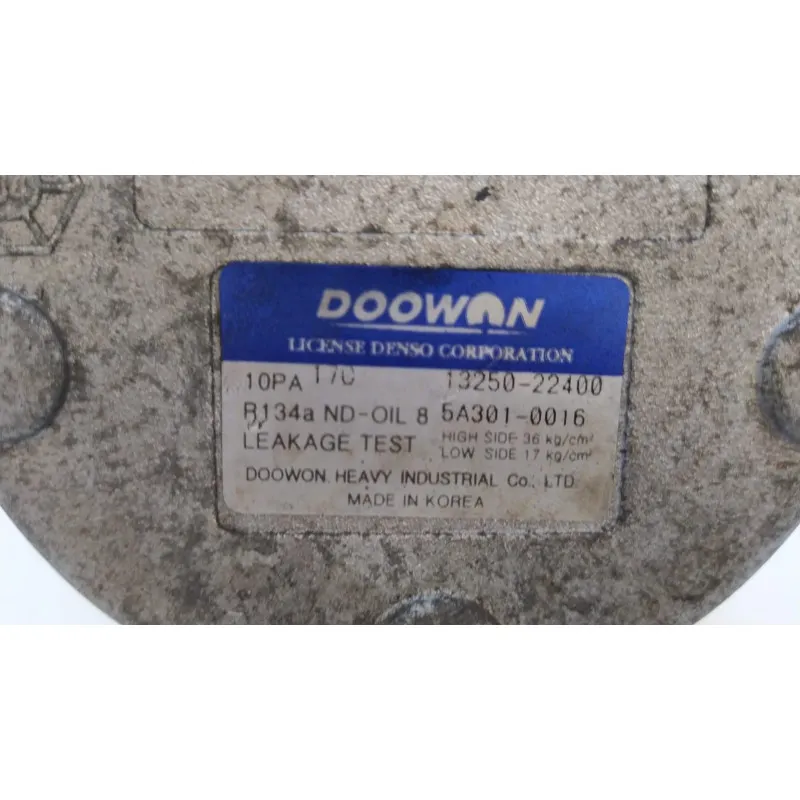 DOOWON
LICENSE DENSO CORPORATION
10PA 17C 13250-22400
R134a ND-OIL 8 5A301-0016
LEAKAGE TEST HIGH SIDE 36 kg/cm²
LOW SIDE 17 kg/cm²
DOOWON HEAVY INDUSTRIAL Co., LTD.
MADE IN KOREA